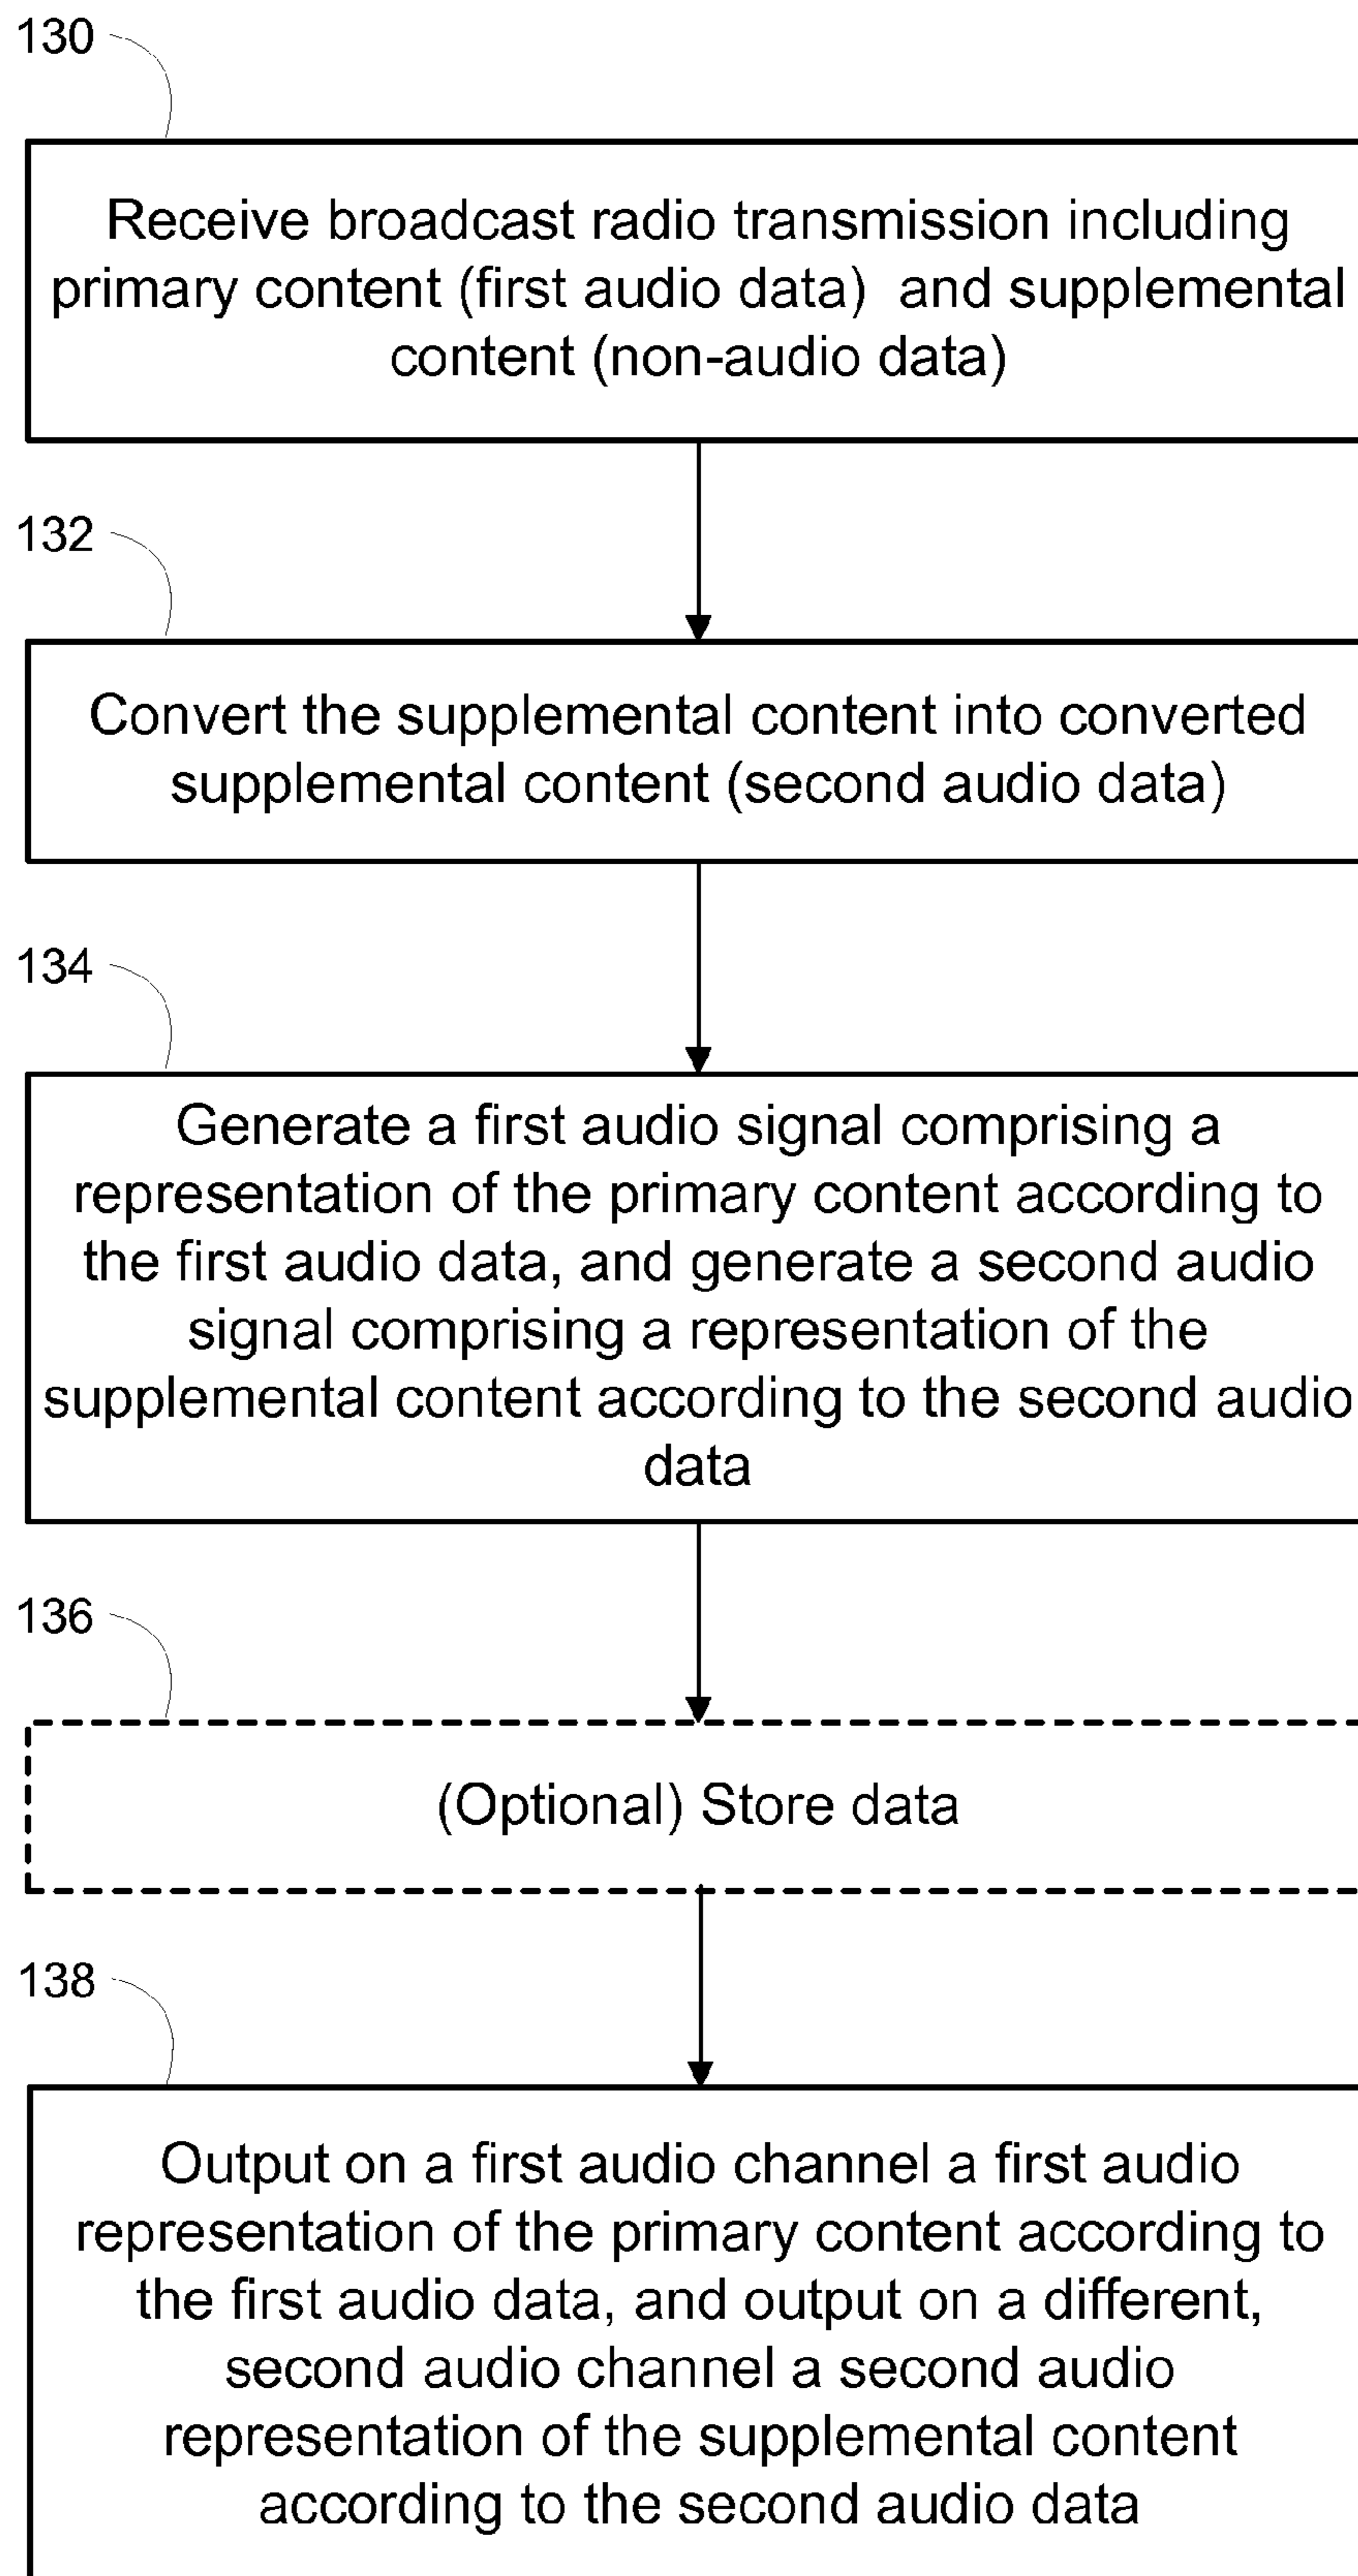 130
Receive broadcast radio transmission including
primary content (first audio data) and supplemental
content (non-audio data)
132
Convert the supplemental content into converted
supplemental content (second audio data)
134
Generate a first audio signal comprising a
representation of the primary content according to
the first audio data, and generate a second audio
signal comprising a representation of the
supplemental content according to the second audio
data
136
(Optional) Store data
138
Output on a first audio channel a first audio
representation of the primary content according to
the first audio data, and output on a different,
second audio channel a second audio
representation of the supplemental content
according to the second audio data